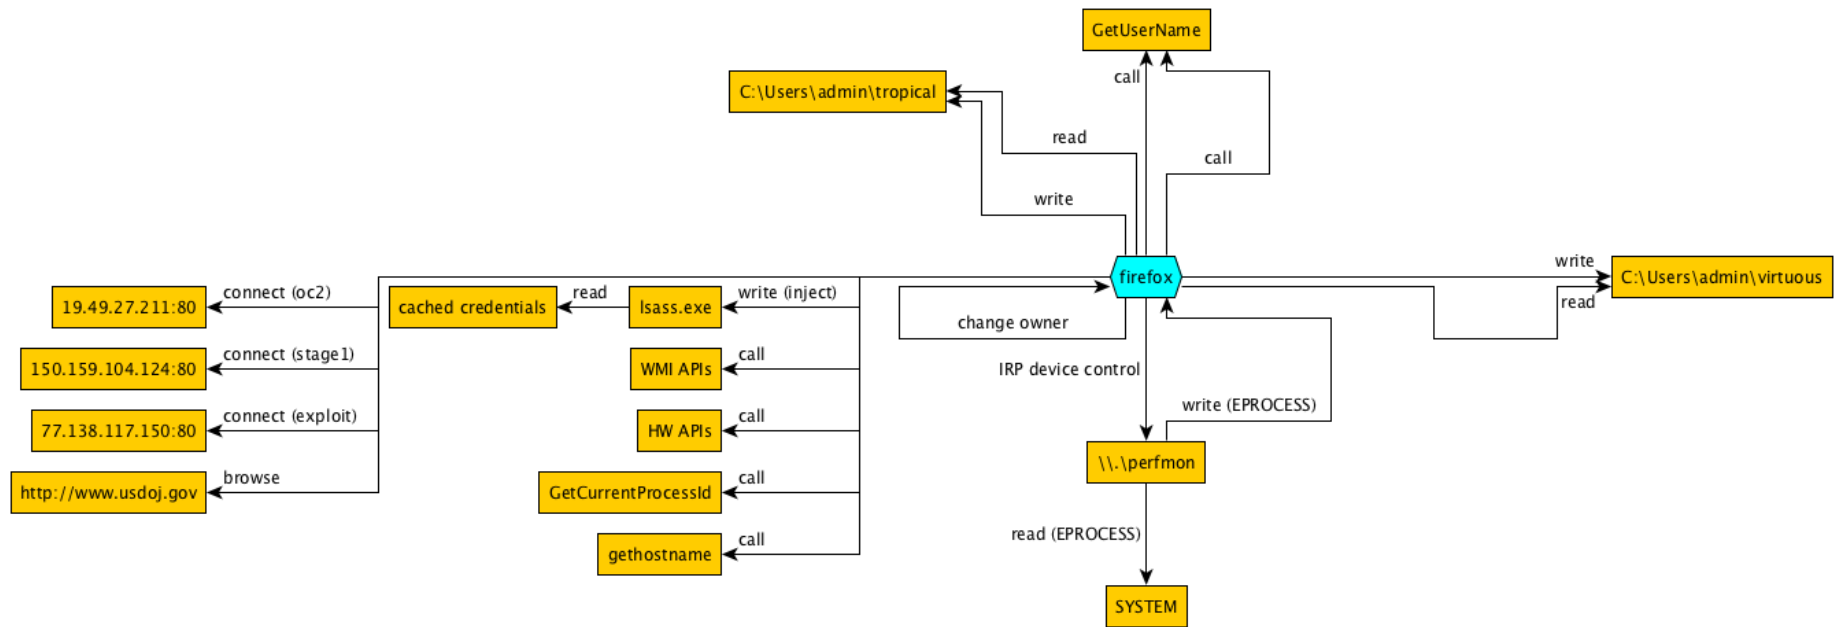 GetUserName
call
C:\Users\admin\tropical
read
call
write
firefox
write
C:\Users\admin\virtuous
read
19.49.27.211:80
connect (oc2)
cached credentials
read
lsass.exe
write (inject)
change owner
150.159.104.124:80
connect (stage1)
WMI APIs
call
IRP device control
77.138.117.150:80
connect (exploit)
HW APIs
call
write (EPROCESS)
\\.\perfmon
http://www.usdoj.gov
browse
GetCurrentProcessId
call
gethostname
call
read (EPROCESS)
SYSTEM